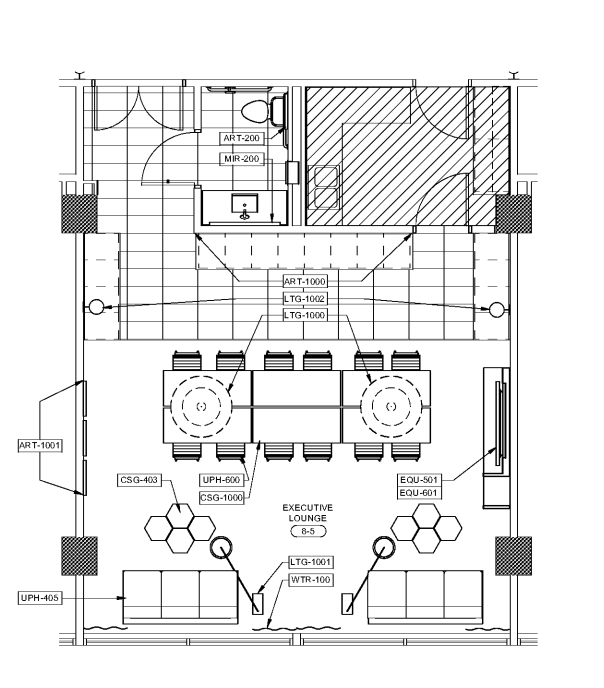 ART-200
MIR-200
ART-1000
LTG-1002
LTG-1000
ART-1001
CSG-403
UPH-600
CSG-1000
EQU-501
EQU-601
EXECUTIVE
LOUNGE
8-5
LTG-1001
WTR-100
UPH-405